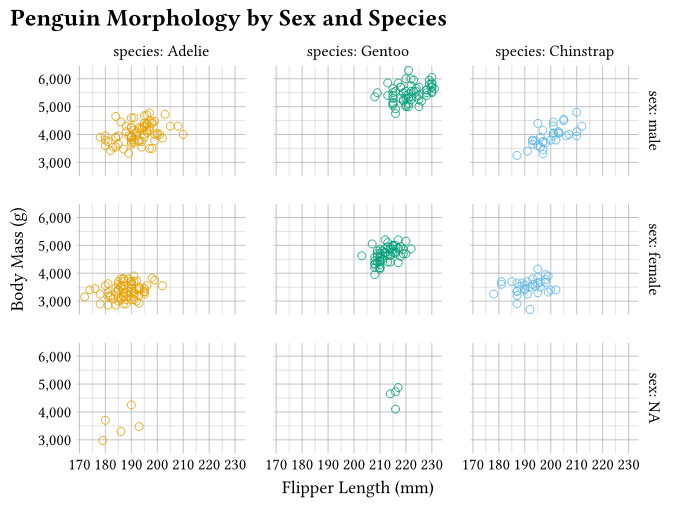 Penguin Morphology by Sex and Species
species: Adelie species: Gentoo species: Chinstrap
6,000
5,000
4,000
3,000
sex: male
6,000
5,000
4,000
3,000
sex: female
Body Mass (g)
6,000
5,000
4,000
3,000
sex: NA
170 180 190 200 210 220 230 170 180 190 200 210 220 230 170 180 190 200 210 220 230
Flipper Length (mm)